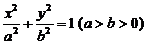 x²/a² + y²/b² = 1 (a > b > 0)